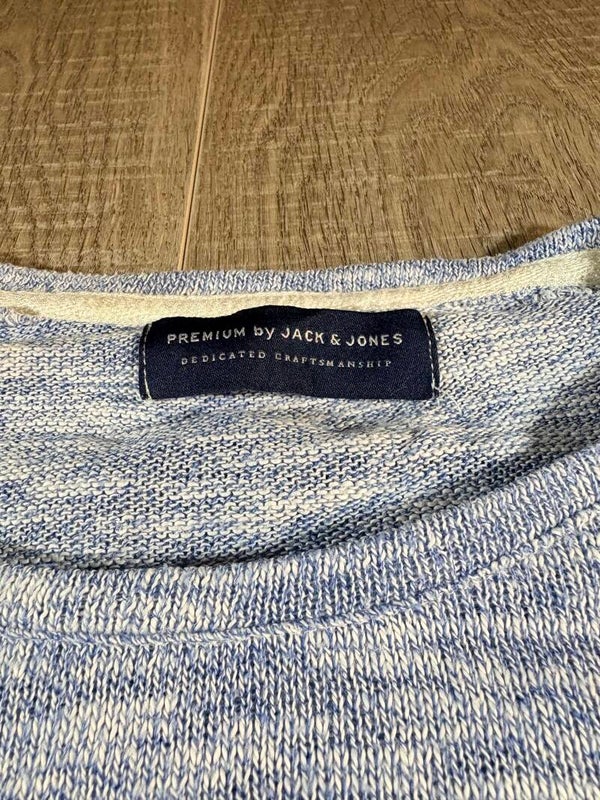 PREMIUM by JACK & JONES
DEDICATED CRAFTSMANSHIP